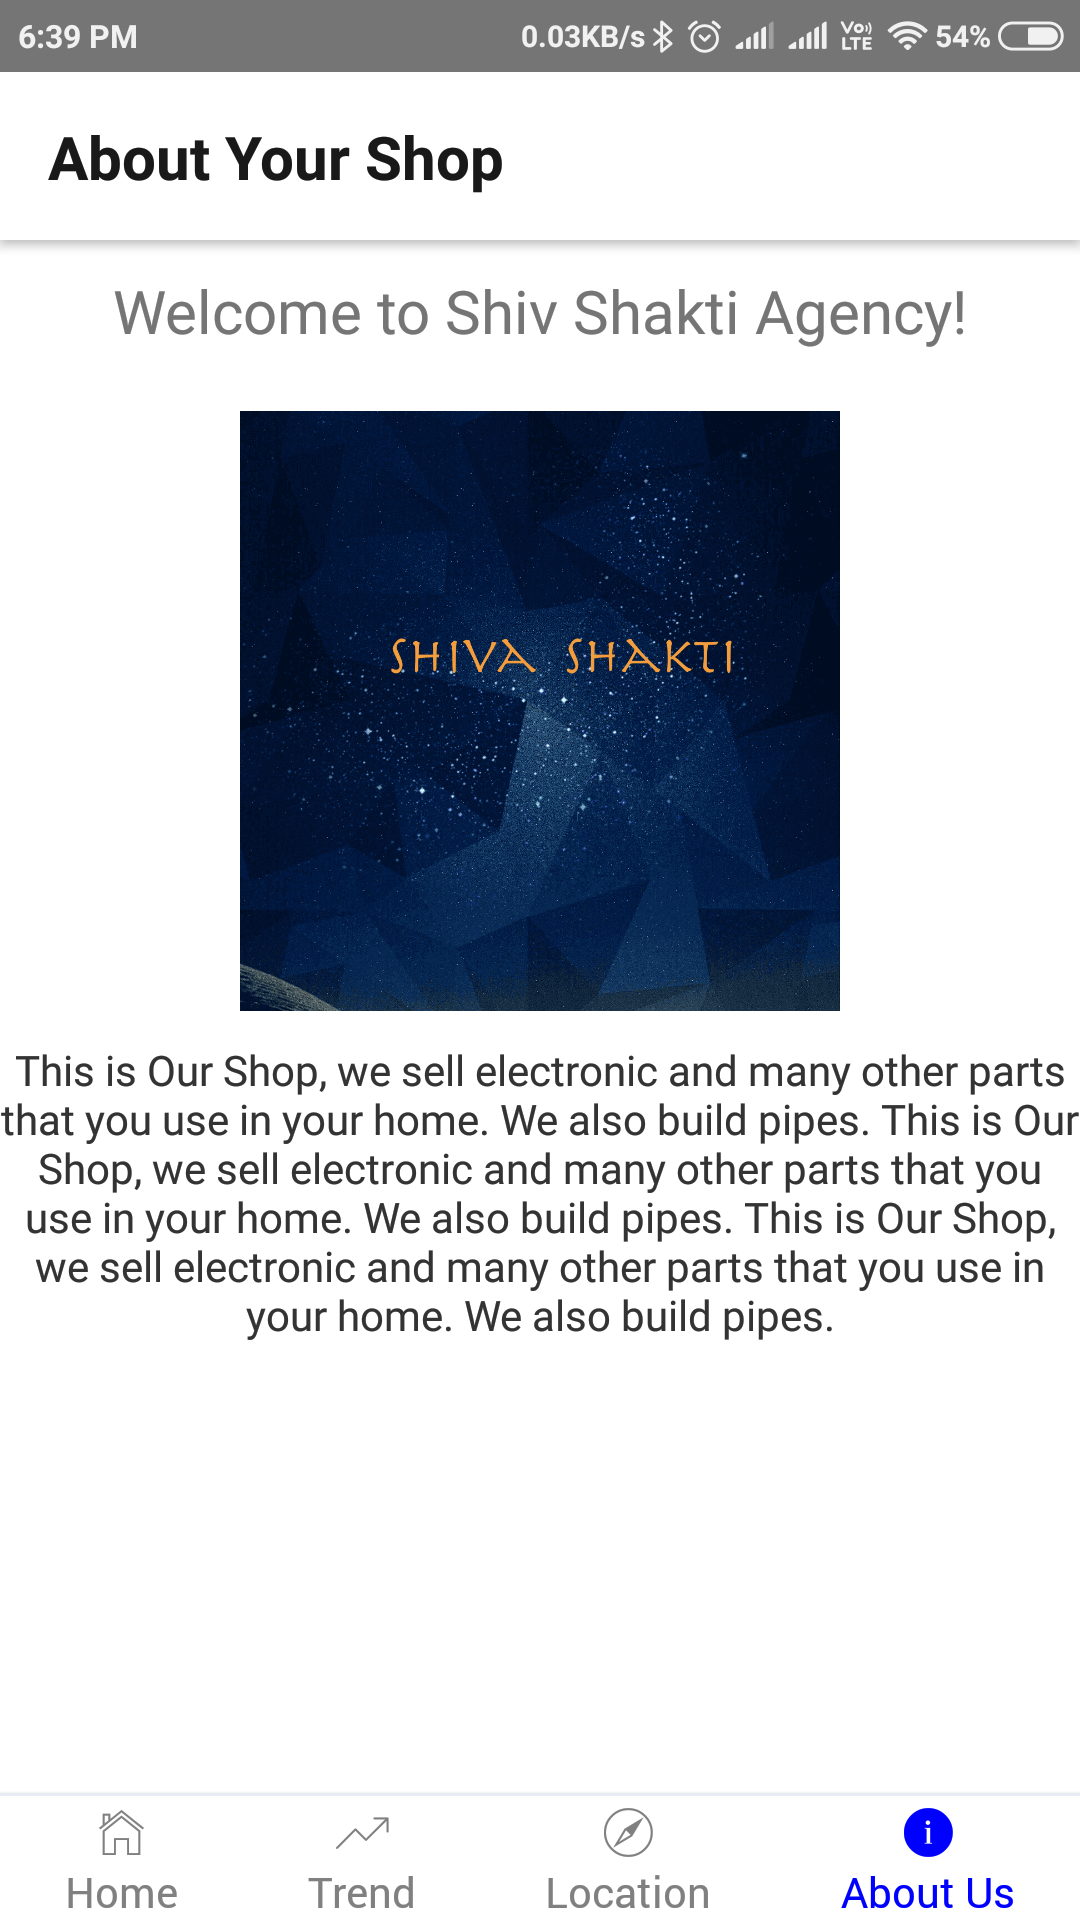 6:39 PM 0.03KB/s VoLTE 54%
About Your Shop
Welcome to Shiv Shakti Agency!
SHIVA SHAKTI
This is Our Shop, we sell electronic and many other parts
that you use in your home. We also build pipes. This is Our
Shop, we sell electronic and many other parts that you
use in your home. We also build pipes. This is Our Shop,
we sell electronic and many other parts that you use in
your home. We also build pipes.
Home Trend Location About Us